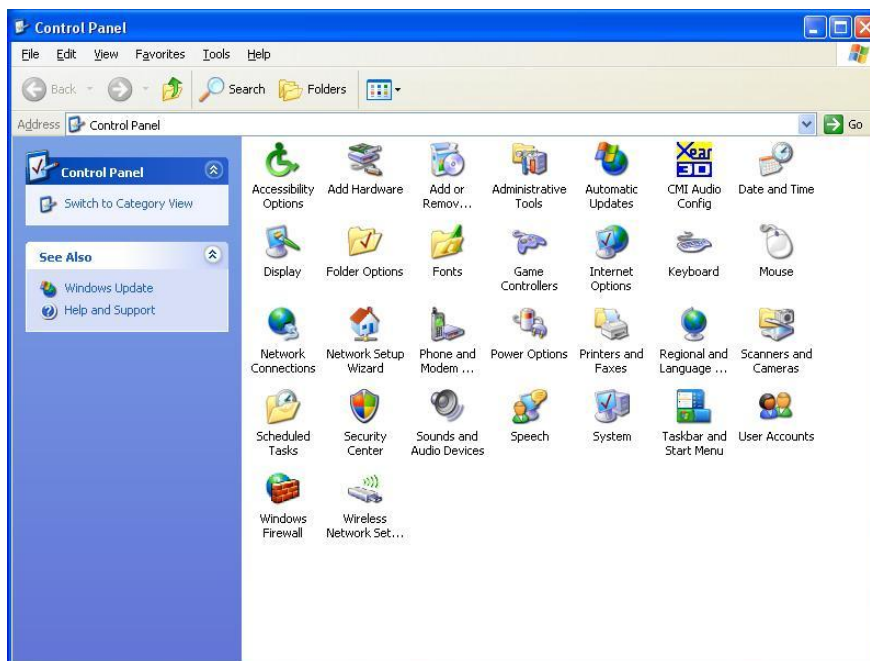 Control Panel
File Edit View Favorites Tools Help
Back Search Folders
Address Control Panel Go
Control Panel
Switch to Category View
See Also
Windows Update
Help and Support
Accessibility Options
Add Hardware
Add or Remov...
Administrative Tools
Automatic Updates
Xear 3D
CMI Audio Config
Date and Time
Display
Folder Options
Fonts
Game Controllers
Internet Options
Keyboard
Mouse
Network Connections
Network Setup Wizard
Phone and Modem ...
Power Options
Printers and Faxes
Regional and Language ...
Scanners and Cameras
Scheduled Tasks
Security Center
Sounds and Audio Devices
Speech
System
Taskbar and Start Menu
User Accounts
Windows Firewall
Wireless Network Set...